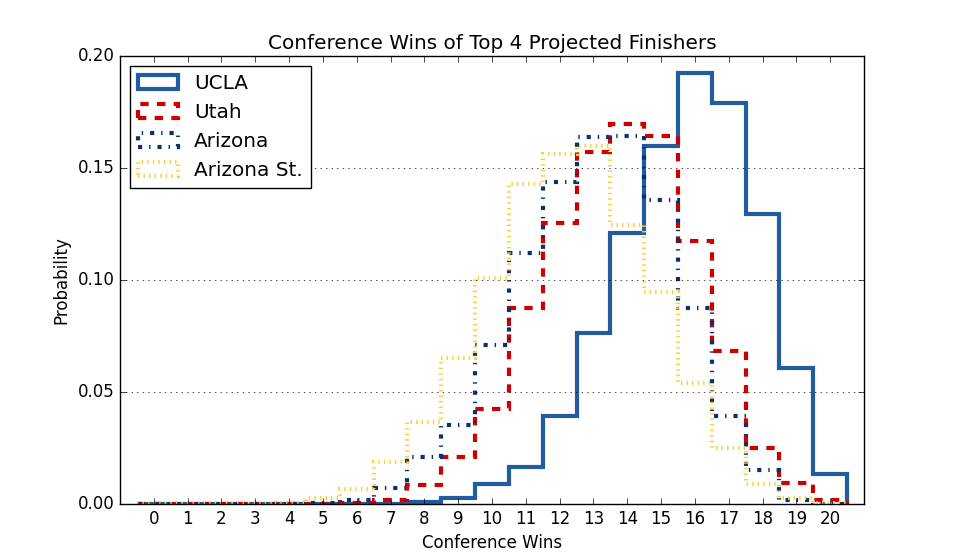 Conference Wins of Top 4 Projected Finishers
0.20
0.15
0.10
0.05
0.00
Probability
UCLA
Utah
Arizona
Arizona St.
0 1 2 3 4 5 6 7 8 9 10 11 12 13 14 15 16 17 18 19 20
Conference Wins